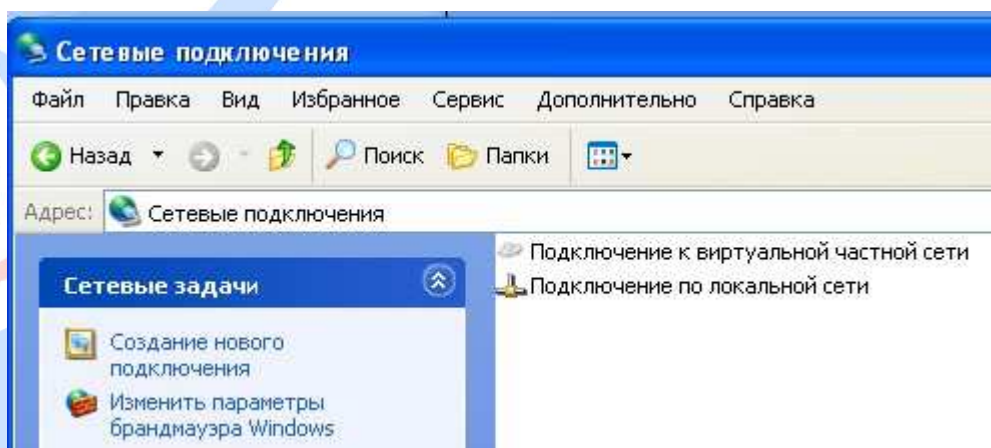 Сетевые подключения
Файл Правка Вид Избранное Сервис Дополнительно Справка
Назад Поиск Папки
Адрес: Сетевые подключения
Подключение к виртуальной частной сети
Подключение по локальной сети
Сетевые задачи
Создание нового
подключения
Изменить параметры
брандмауэра Windows